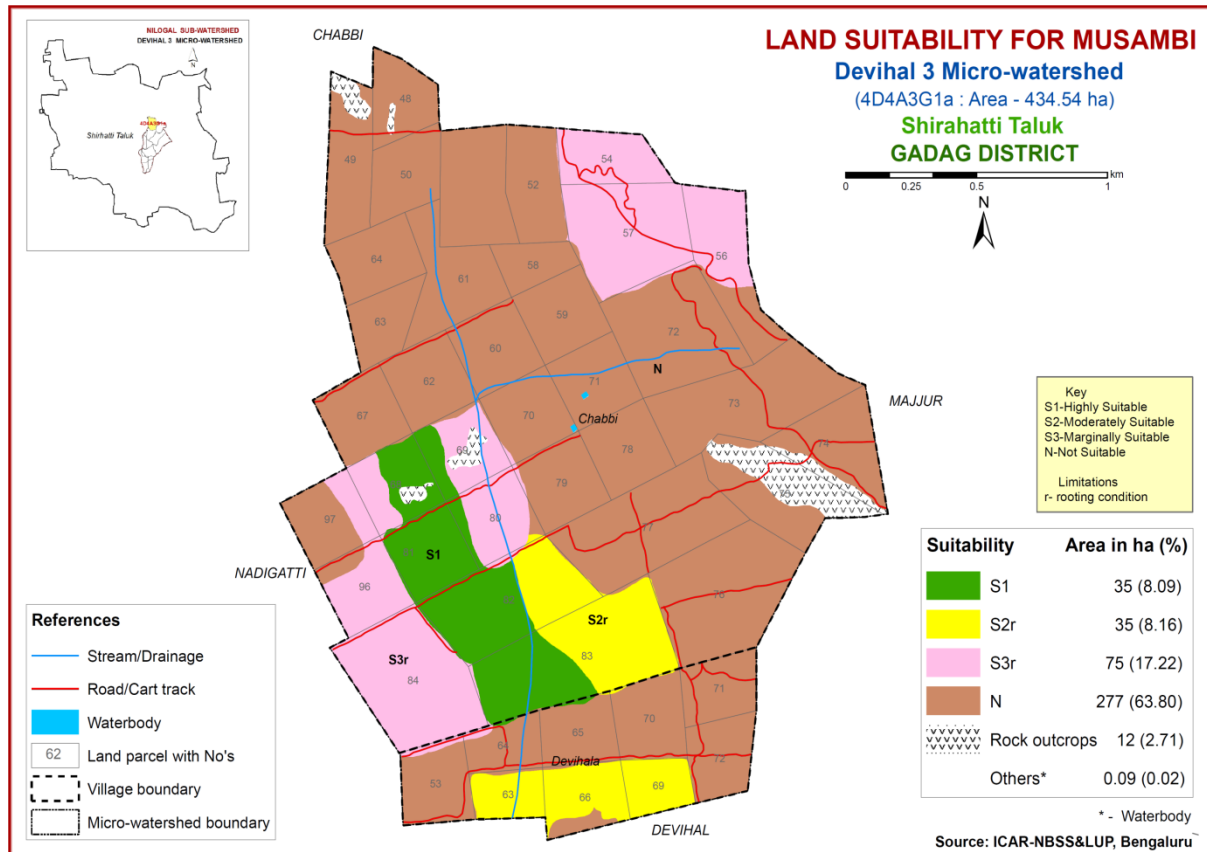 NILOGAL SUB-WATERSHED
DEVIHAL 3 MICRO-WATERSHED
N
4D4A3G1a
Shirhatti Taluk
LAND SUITABILITY FOR MUSAMBI
Devihal 3 Micro-watershed
(4D4A3G1a : Area - 434.54 ha)
Shirahatti Taluk
GADAG DISTRICT
km
0 0.25 0.5 1
N
CHABBI
48
49
50
52
54
57
56
64
61
58
63
59
72
60
62
71
N
67
70
Chabbi
73
MAJJUR
69
78
74
79
97
80
77
S1
NADIGATTI
96
76
S2r
83
S3r
84
71
70
65
64
72
Devihala
53
63
66
69
DEVIHAL
Key
S1-Highly Suitable
S2-Moderately Suitable
S3-Marginally Suitable
N-Not Suitable
Limitations
r- rooting condition
Suitability Area in ha (%)
S1 35 (8.09)
S2r 35 (8.16)
S3r 75 (17.22)
N 277 (63.80)
Rock outcrops 12 (2.71)
Others* 0.09 (0.02)
* - Waterbody
Source: ICAR-NBSS&LUP, Bengaluru
References
Stream/Drainage
Road/Cart track
Waterbody
62 Land parcel with No's
Village boundary
Micro-watershed boundary